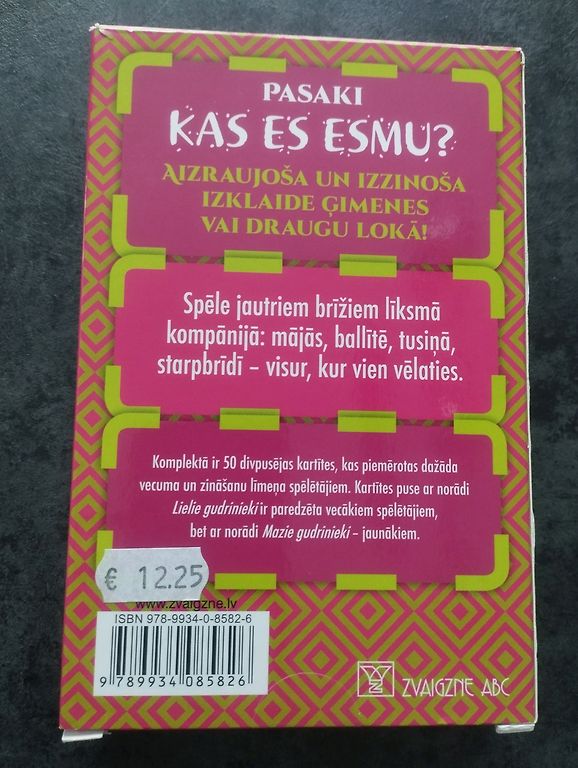 PASAKI
KAS ES ESMU?
AIZRAUJOŠA UN IZZINOŠA
IZKLAIDE ĢIMENES
VAI DRAUGU LOKĀ!
Spēle jautriem brīžiem līksmā
kompānijā: mājās, ballītē, tusiņā,
starpbrīdī – visur, kur vien vēlaties.
Komplektā ir 50 divpusējas kartītes, kas piemērotas dažāda
vecuma un zināšanu līmeņa spēlētājiem. Kartītes puse ar norādi
Lielie gudrinieki ir paredzēta vecākiem spēlētājiem,
bet ar norādi Mazie gudrinieki – jaunākiem.
€ 12.25
www.zvaigzne.lv
ISBN 978-9934-0-8582-6
9 789934 085826
ZVAIGZNE ABC